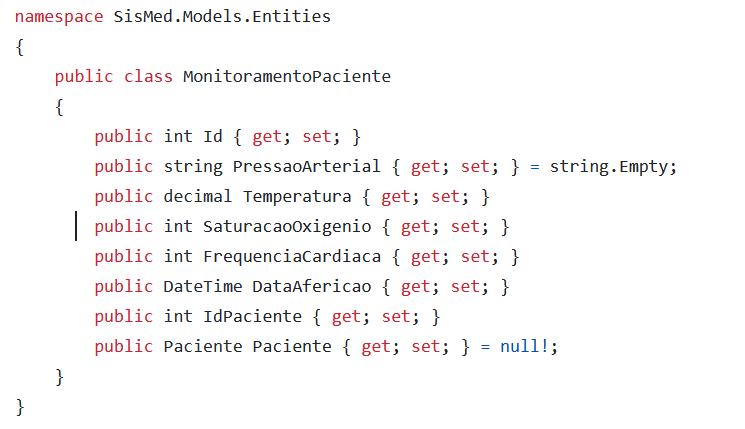 namespace SisMed.Models.Entities
{
    public class MonitoramentoPaciente
    {
        public int Id { get; set; }
        public string PressaoArterial { get; set; } = string.Empty;
        public decimal Temperatura { get; set; }
        public int SaturacaoOxigenio { get; set; }
        public int FrequenciaCardiaca { get; set; }
        public DateTime DataAfericao { get; set; }
        public int IdPaciente { get; set; }
        public Paciente Paciente { get; set; } = null!;
    }
}